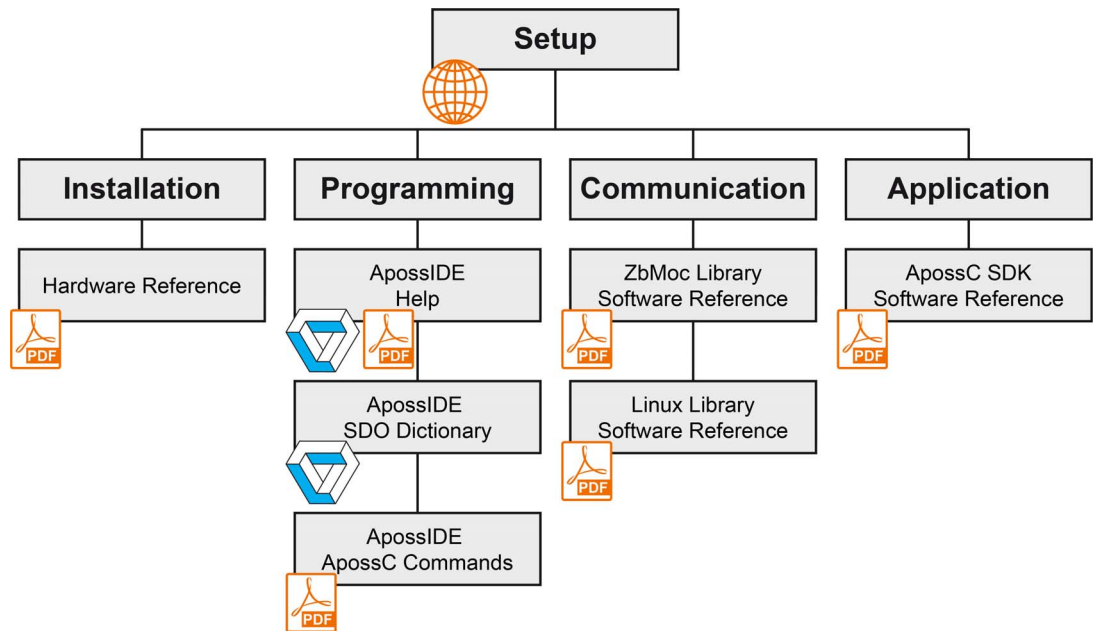 Setup
Installation
Programming
Communication
Application
Hardware Reference
PDF
ApossIDE
Help
PDF
ZbMoc Library
Software Reference
PDF
ApossC SDK
Software Reference
PDF
ApossIDE
SDO Dictionary
Linux Library
Software Reference
PDF
ApossIDE
ApossC Commands
PDF